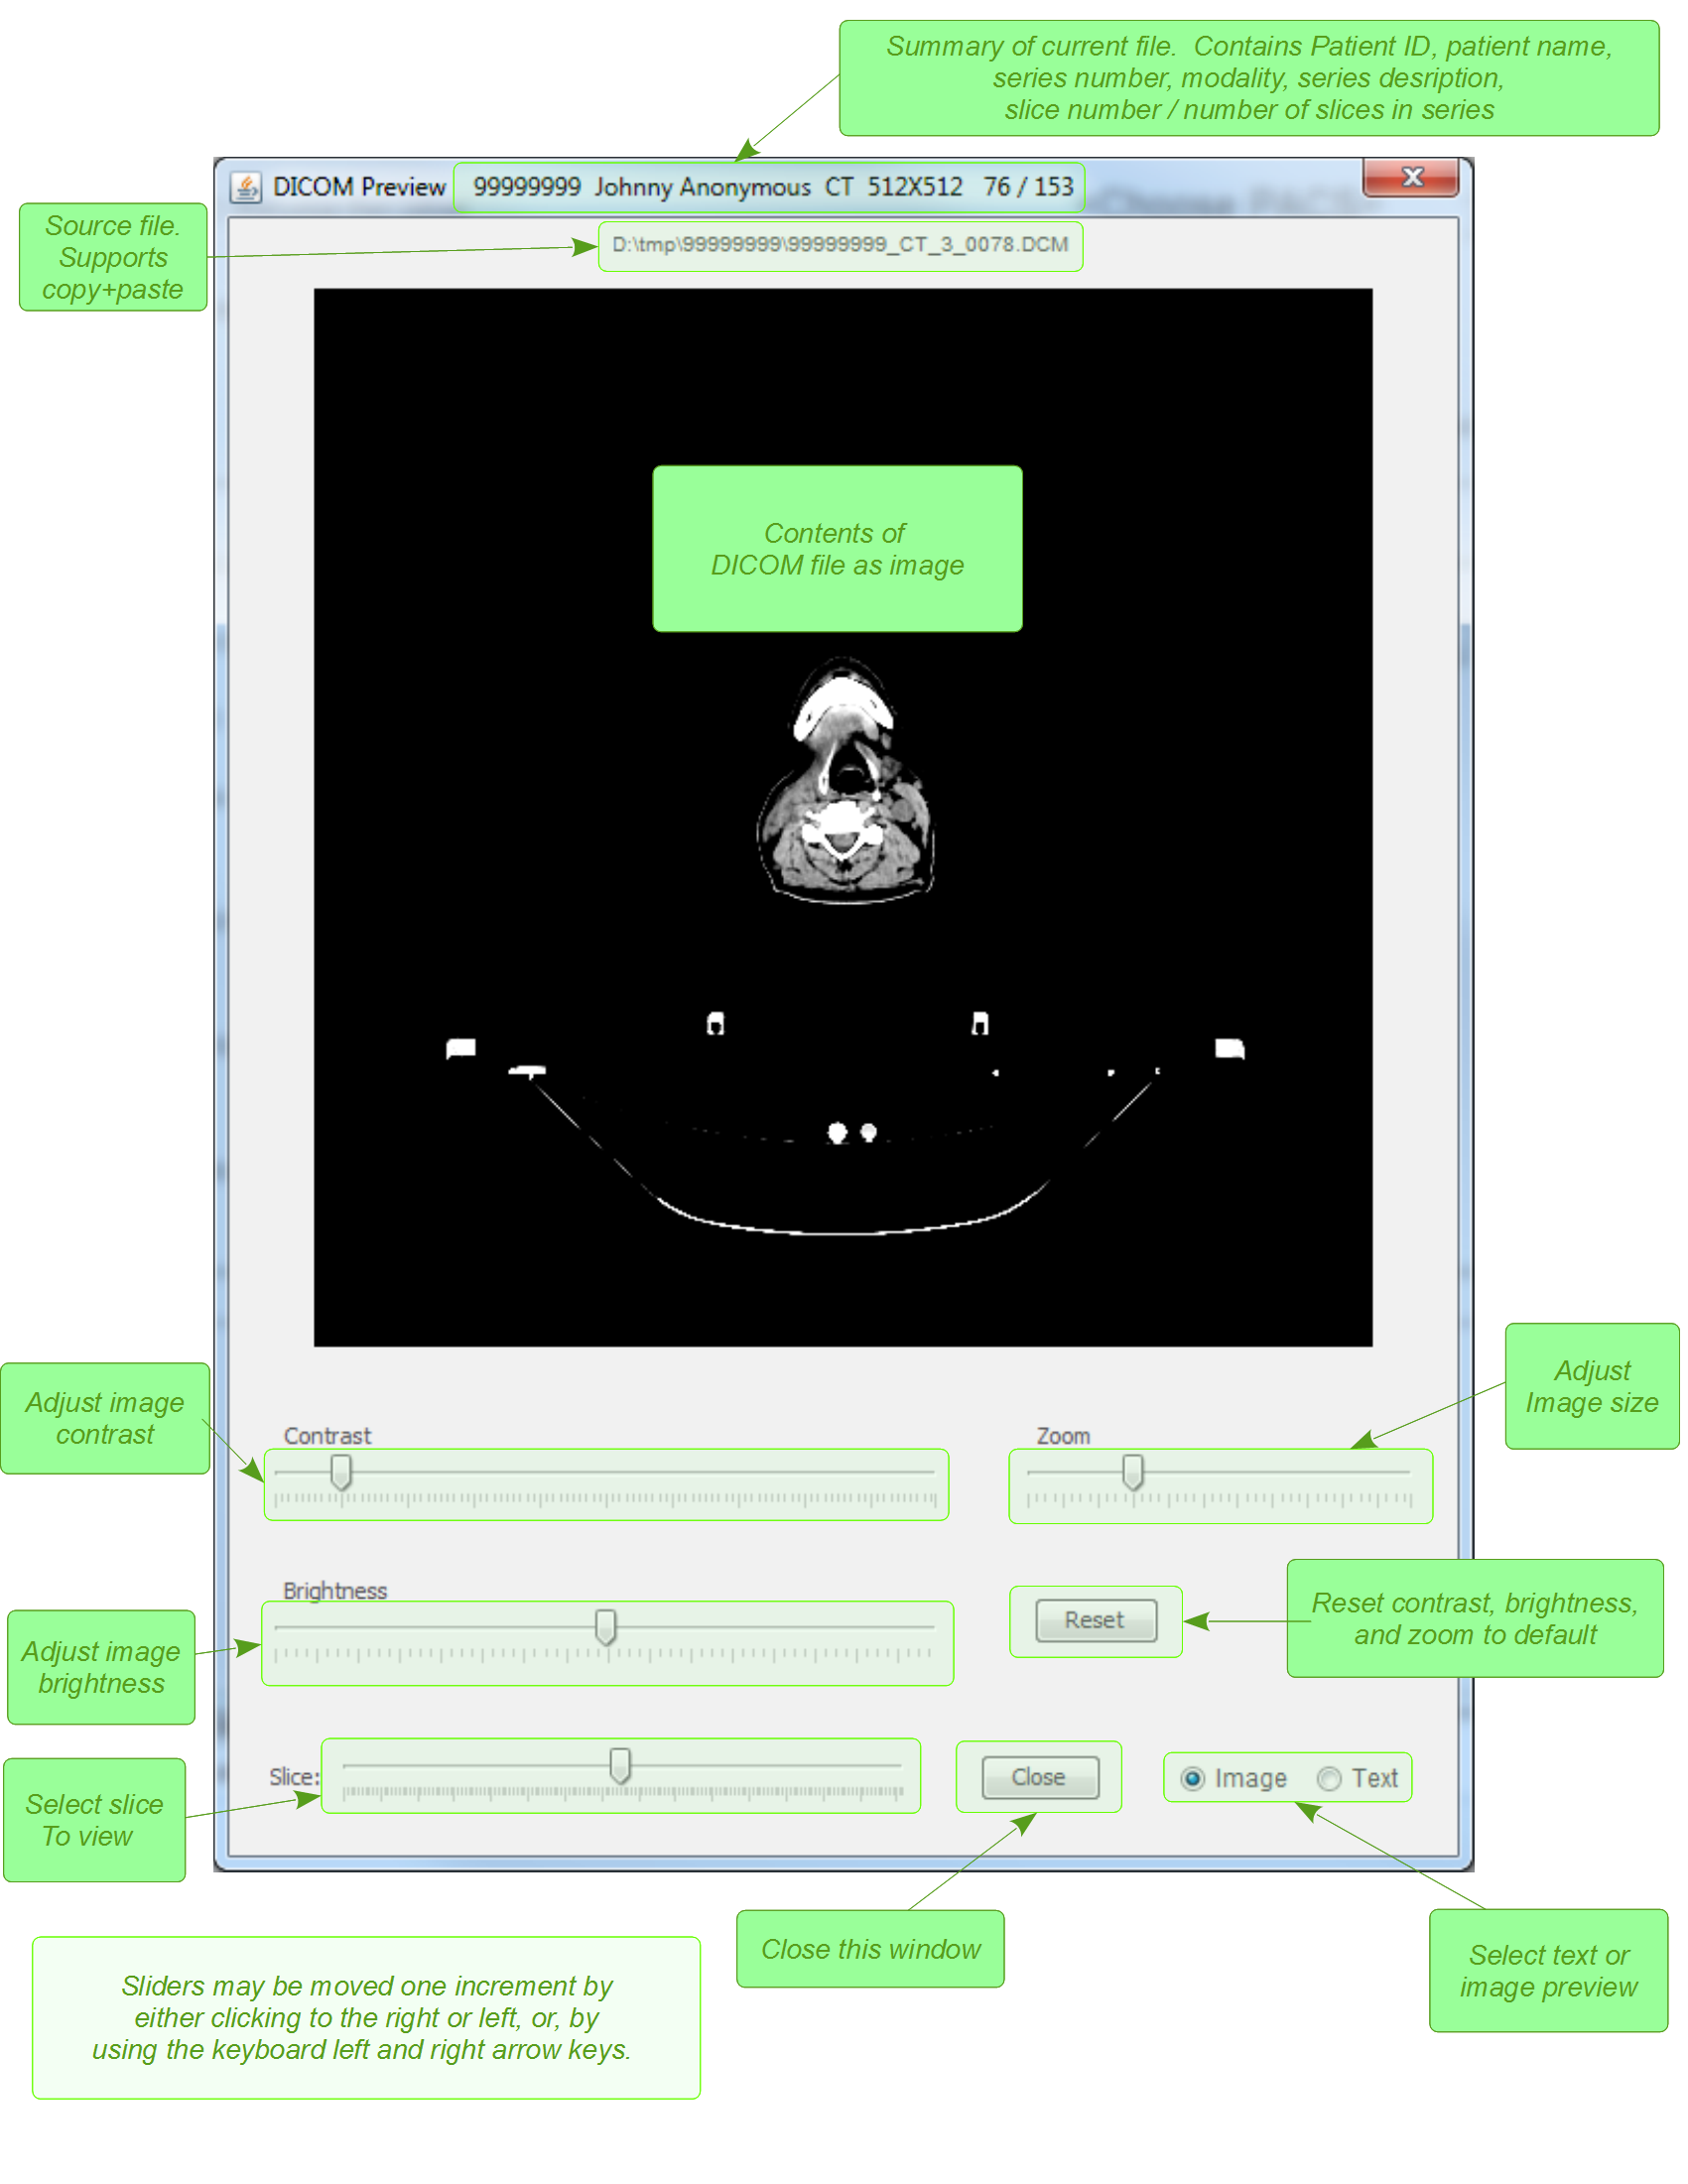 Summary of current file.  Contains Patient ID, patient name,
series number, modality, series desription,
slice number / number of slices in series
DICOM Preview 99999999 Johnny Anonymous CT 512X512 76 / 153
Choose PACS
Source file.
Supports
copy+paste
D:\tmp\99999999\99999999_CT_3_0078.DCM
Contents of
DICOM file as image
Adjust
Image size
Adjust image
contrast
Contrast
Zoom
Brightness
Reset
Reset contrast, brightness,
and zoom to default
Adjust image
brightness
Slice:
Close
Image Text
Select slice
To view
Close this window
Select text or
image preview
Sliders may be moved one increment by
either clicking to the right or left, or, by
using the keyboard left and right arrow keys.